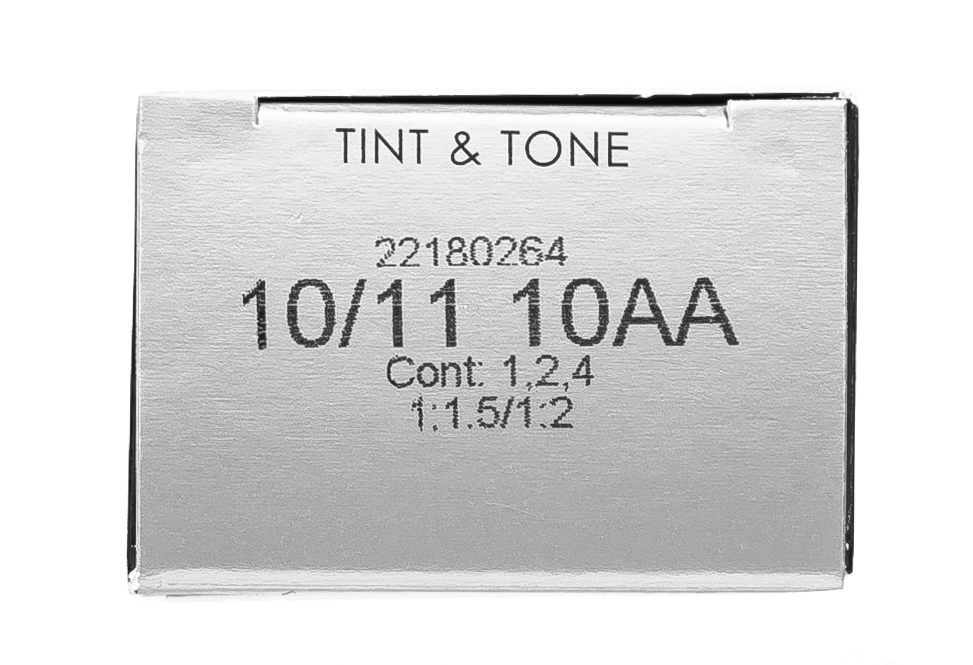 TINT & TONE
22180264
10/11 10AA
Cont: 1,2,4
1:1.5/1:2